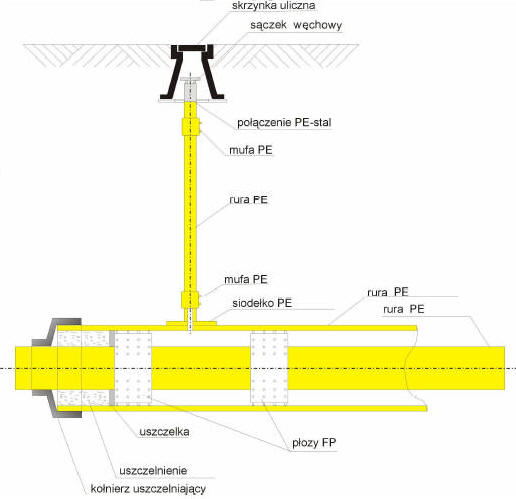 skrzynka uliczna
sączek węchowy
połączenie PE-stal
mufa PE
rura PE
mufa PE
siodełko PE
rura PE
rura PE
uszczelka
płozy FP
uszczelnienie
kołnierz uszczelniający